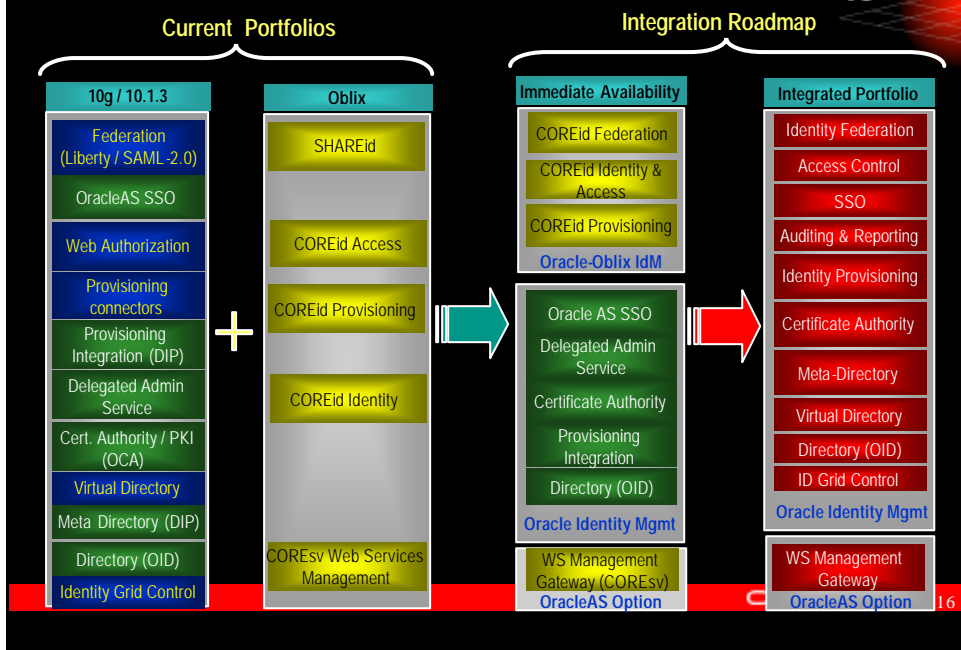 Current Portfolios
Integration Roadmap
10g / 10.1.3
Federation
(Liberty / SAML-2.0)
OracleAS SSO
Web Authorization
Provisioning
connectors
Provisioning
Integration (DIP)
Delegated Admin
Service
Cert. Authority / PKI
(OCA)
Virtual Directory
Meta Directory (DIP)
Directory (OID)
Identity Grid Control
Oblix
SHAREid
COREid Access
COREid Provisioning
COREid Identity
COREsv Web Services
Management
Immediate Availability
COREid Federation
COREid Identity &
Access
COREid Provisioning
Oracle-Oblix IdM
Oracle AS SSO
Delegated Admin
Service
Certificate Authority
Provisioning
Integration
Directory (OID)
Oracle Identity Mgmt
WS Management
Gateway (COREsv)
OracleAS Option
Integrated Portfolio
Identity Federation
Access Control
SSO
Auditing & Reporting
Identity Provisioning
Certificate Authority
Meta-Directory
Virtual Directory
Directory (OID)
ID Grid Control
Oracle Identity Mgmt
WS Management
Gateway
OracleAS Option
16